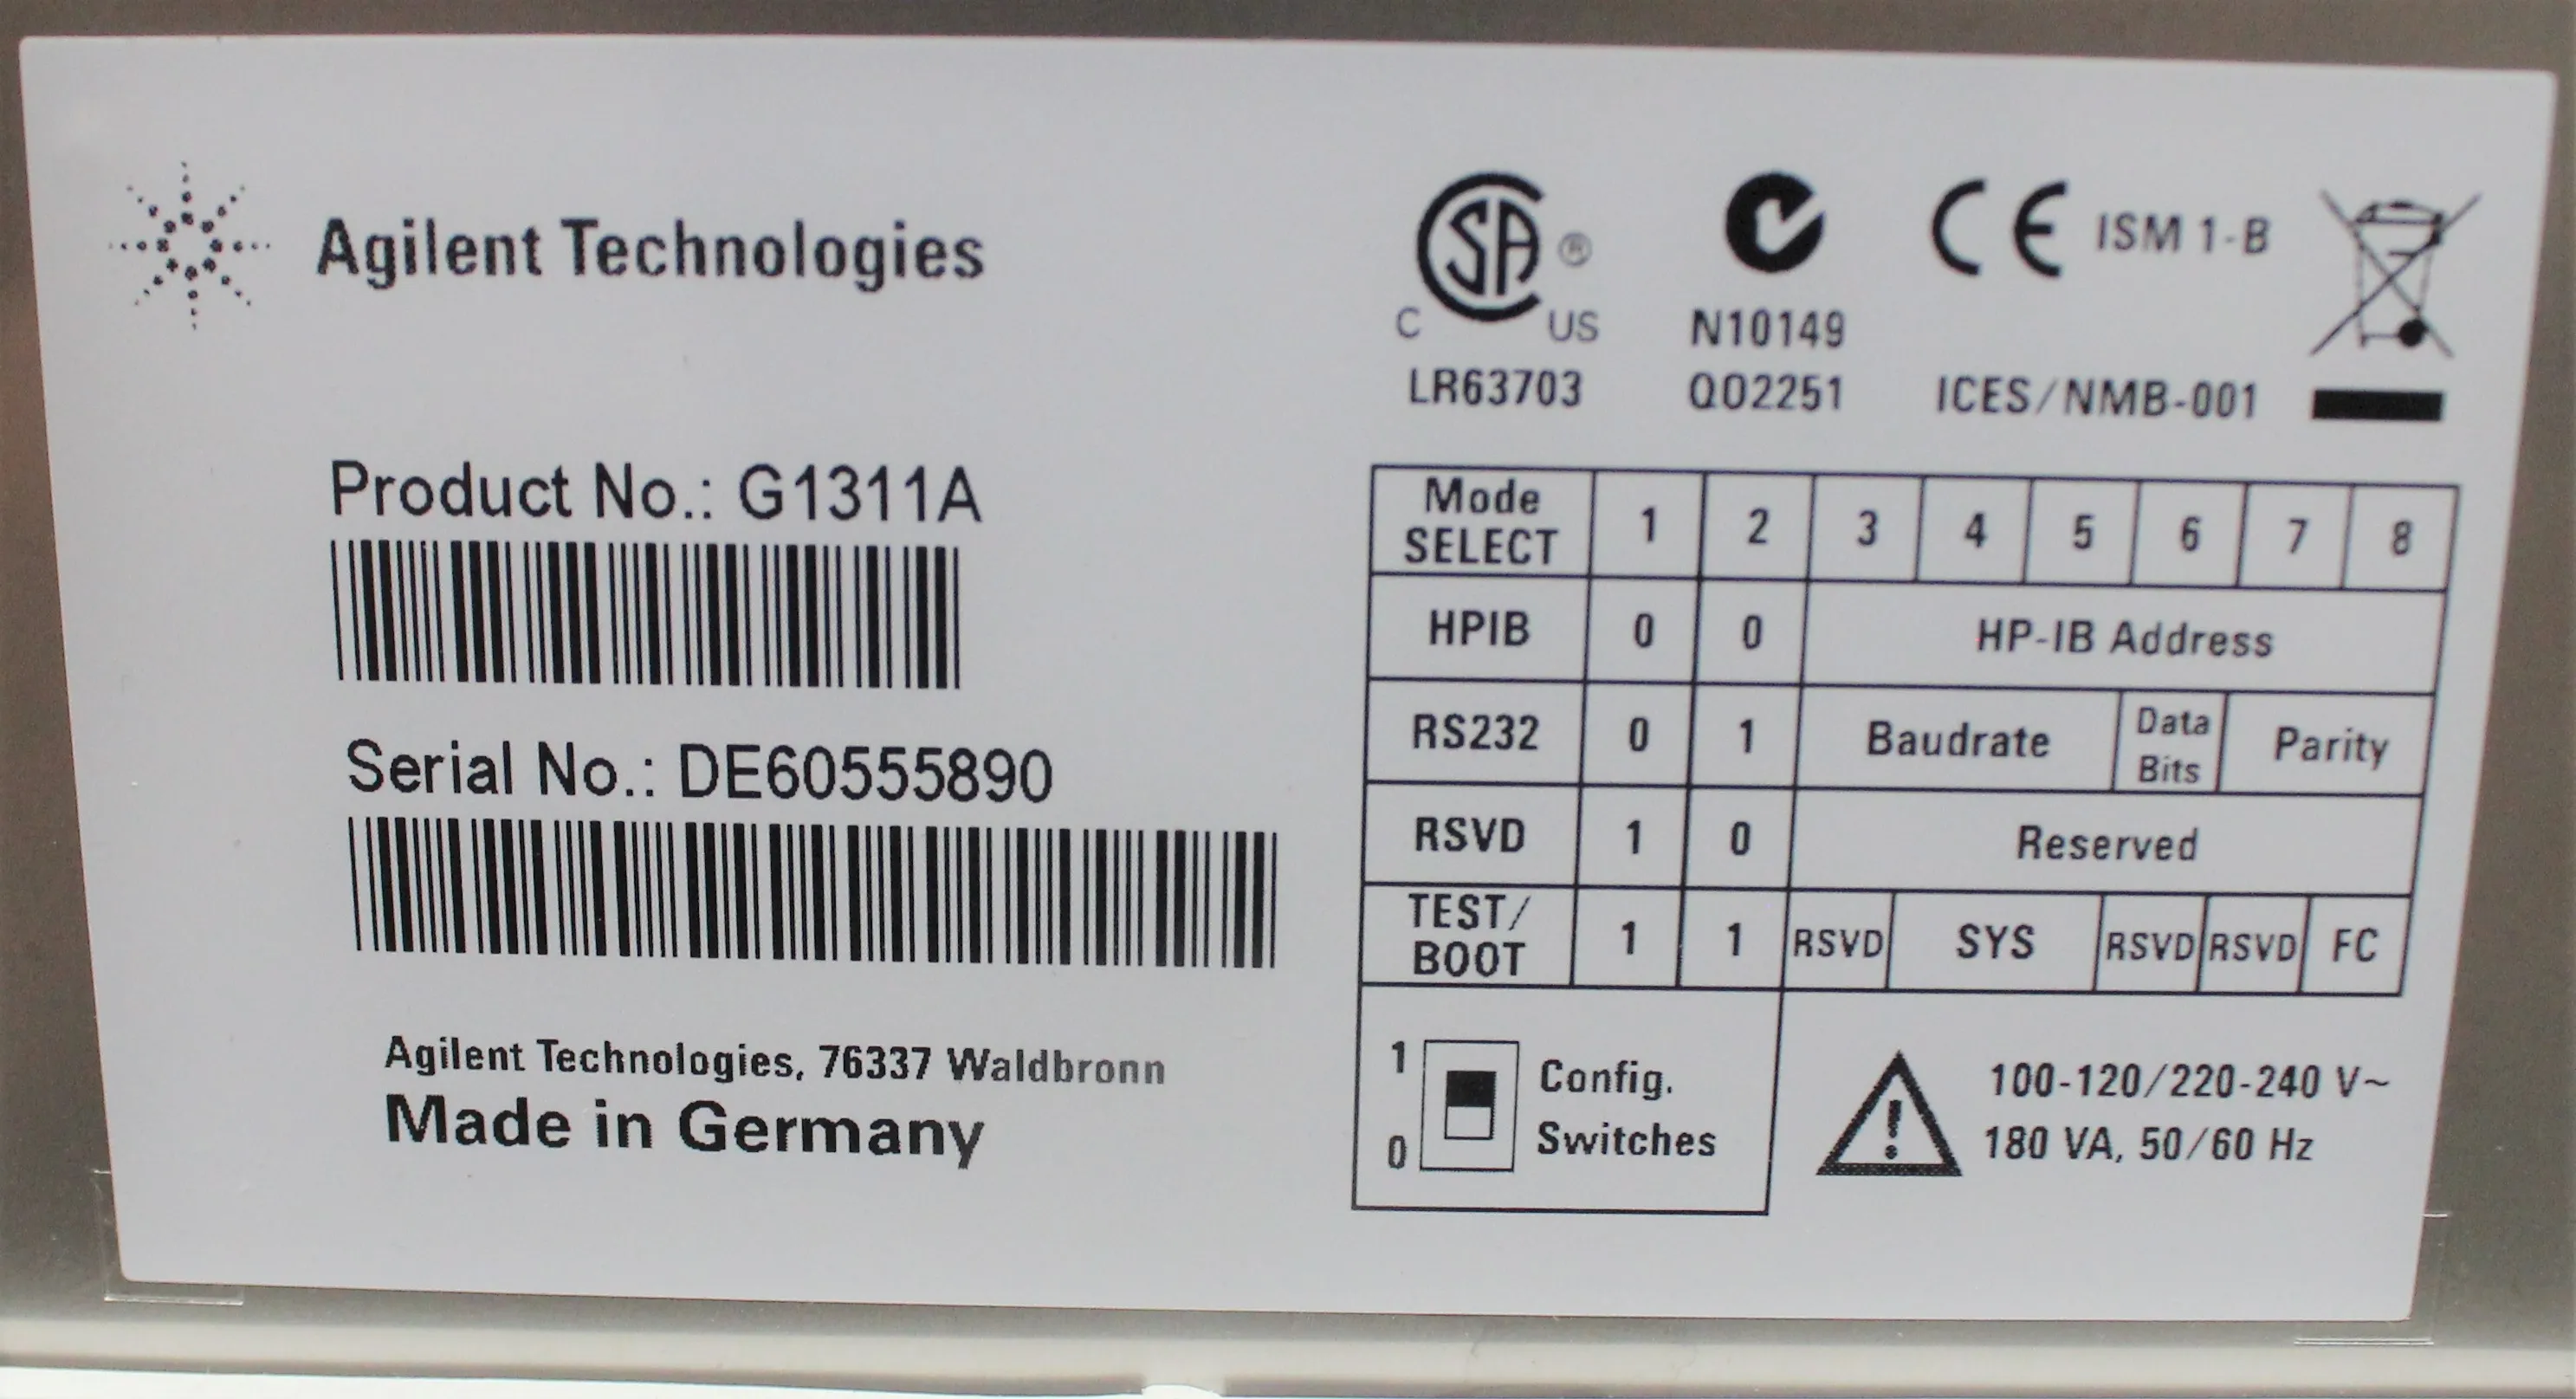 Agilent Technologies
Product No.: G1311A
Serial No.: DE60555890
Agilent Technologies, 76337 Waldbronn
Made in Germany
CSA ®
C US
LR63703
N10149
Q02251
CE ISM 1-B
ICES/NMB-001
Mode SELECT 1 2 3 4 5 6 7 8
HPIB 0 0 HP-IB Address
RS232 0 1 Baudrate Data Bits Parity
RSVD 1 0 Reserved
TEST/ BOOT 1 1 RSVD SYS RSVD RSVD FC
1
0
Config.
Switches
!
100-120/220-240 V~
180 VA, 50/60 Hz